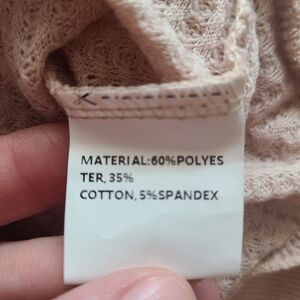 MATERIAL:60%POLYES
TER, 35%
COTTON, 5%SPANDEX